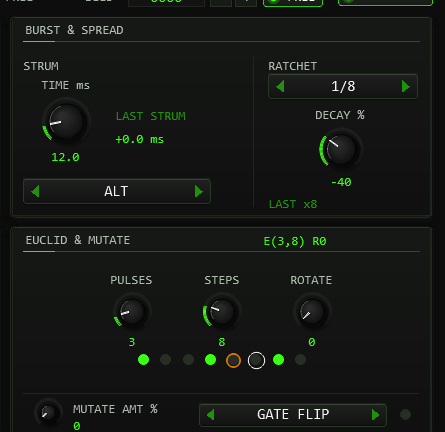 BURST & SPREAD
STRUM
TIME ms
LAST STRUM
+0.0 ms
12.0
ALT
RATCHET
1/8
DECAY %
-40
LAST x8
EUCLID & MUTATE
E(3,8) R0
PULSES
STEPS
ROTATE
3
8
0
MUTATE AMT %
0
GATE FLIP